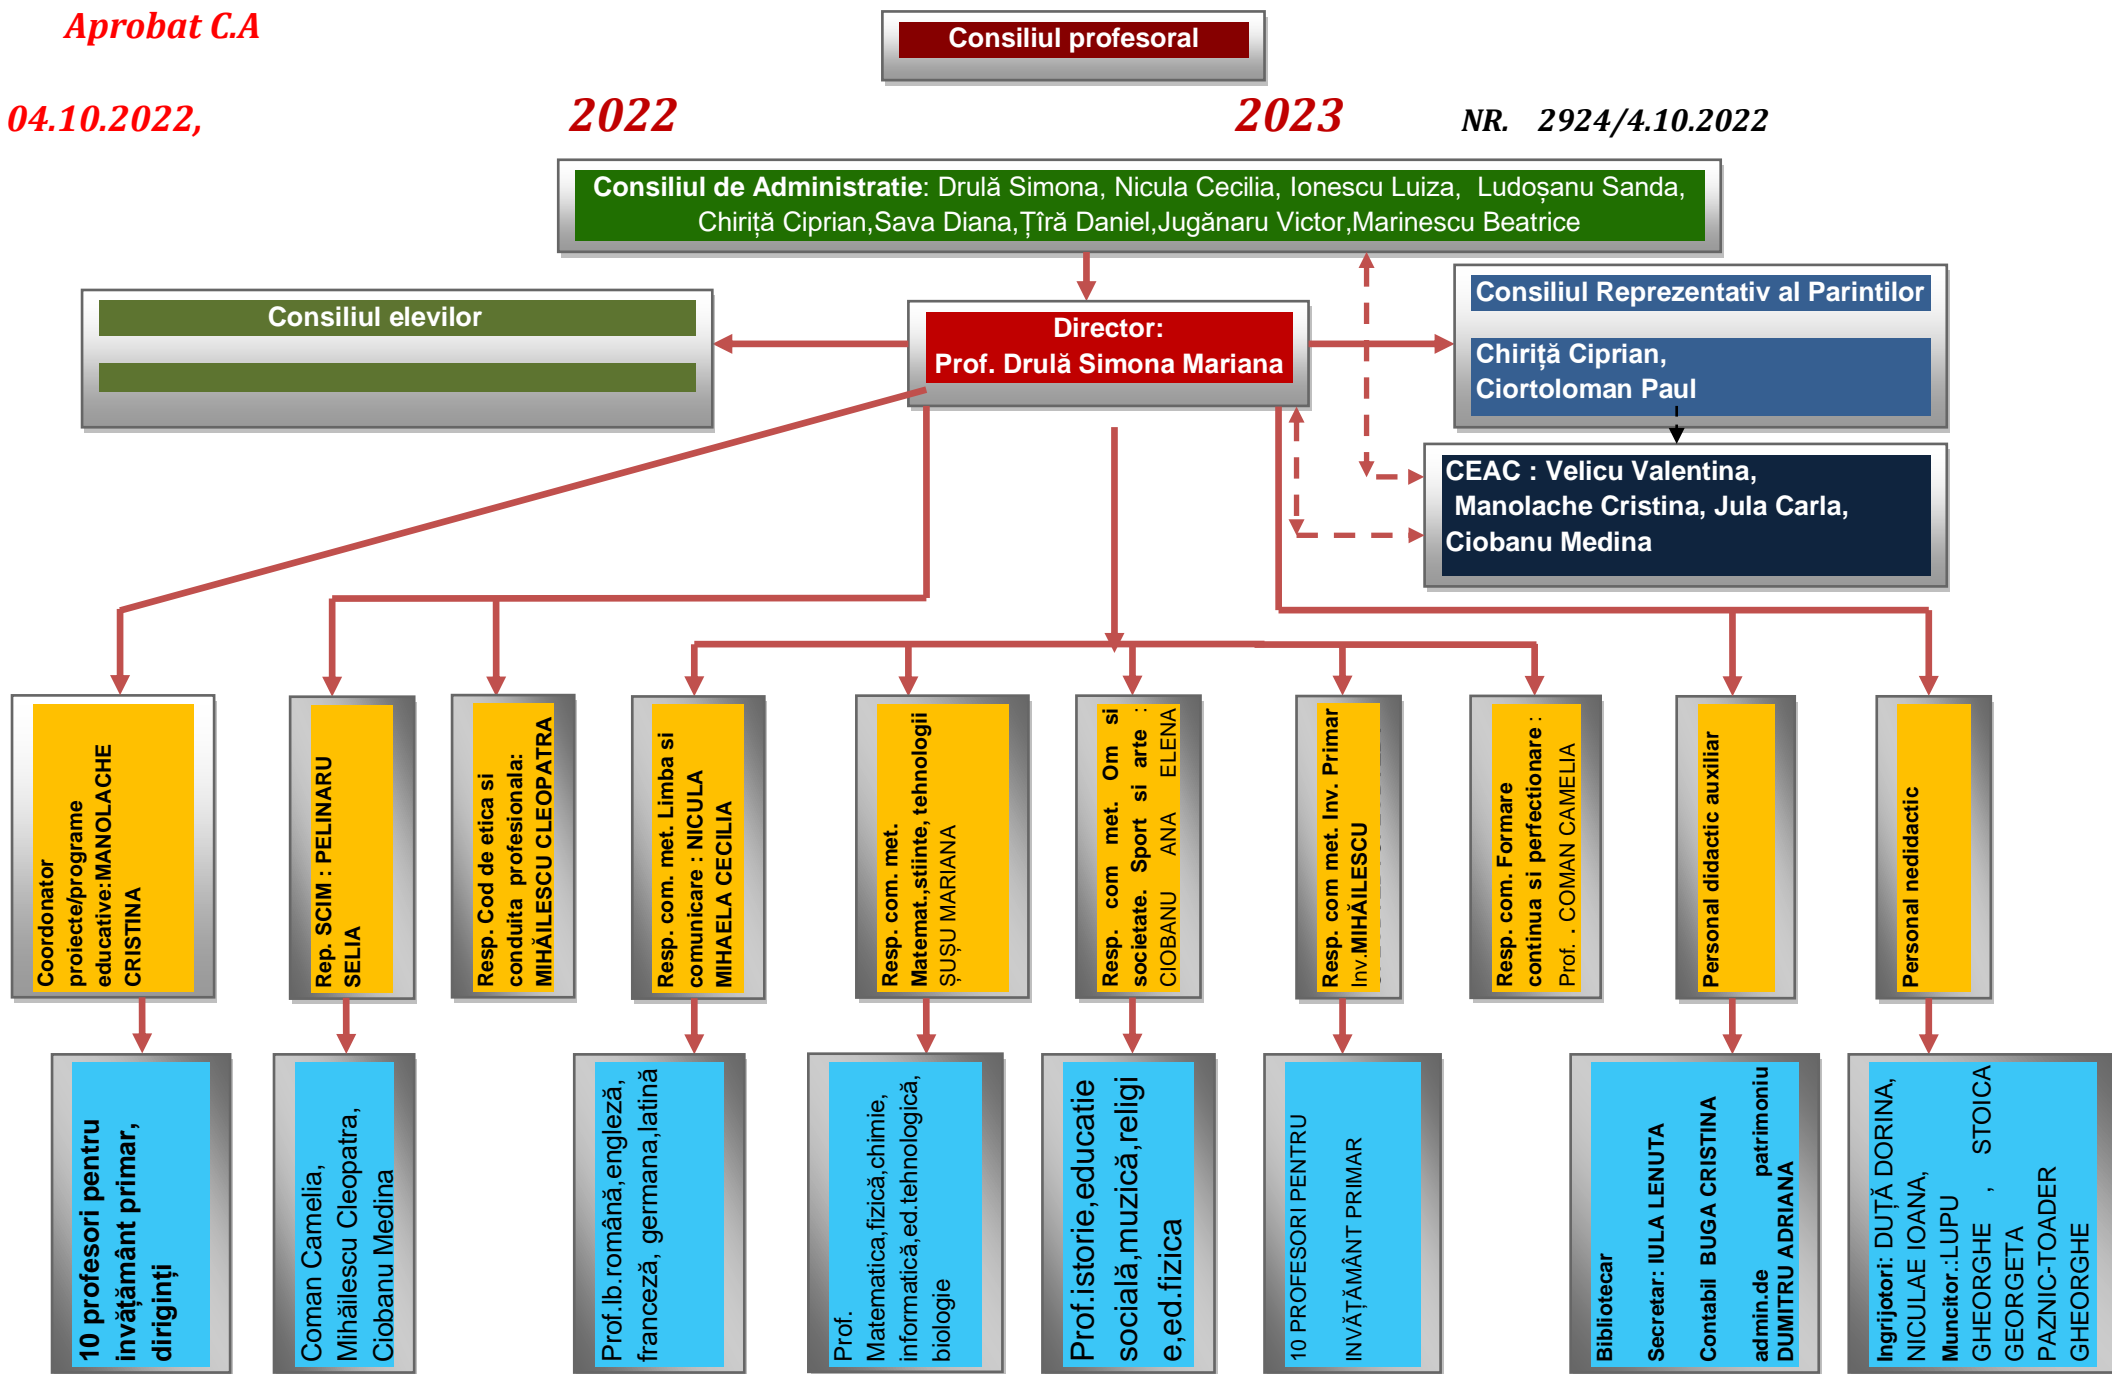 Aprobat C.A
Consiliul profesoral
04.10.2022,
2022
2023
NR. 2924/4.10.2022
Consiliul de Administratie: Drulă Simona, Nicula Cecilia, Ionescu Luiza, Ludoșanu Sanda,
Chiriță Ciprian,Sava Diana,Țîră Daniel,Jugănaru Victor,Marinescu Beatrice
Consiliul elevilor
Director:
Prof. Drulă Simona Mariana
Consiliul Reprezentativ al Parintilor
Chiriță Ciprian,
Ciortoloman Paul
CEAC : Velicu Valentina,
Manolache Cristina, Jula Carla,
Ciobanu Medina
Coordonator
proiecte/programe
educative:MANOLACHE
CRISTINA
Rep. SCIM : PELINARU
SELIA
Resp. Cod de etica si
conduita profesionala:
MIHĂILESCU CLEOPATRA
Resp. com. met. Limba si
comunicare : NICULA
MIHAELA CECILIA
Resp. com. met.
Matemat.,stiinte, tehnologii
ȘUȘU MARIANA
Resp. com met. Om si
societate. Sport si arte :
CIOBANU ANA ELENA
Resp. com met. Inv. Primar
Inv.MIHĂILESCU
Resp. com. Formare
continua si perfectionare :
Prof. . COMAN CAMELIA
Personal didactic auxiliar
Personal nedidactic
10 profesori pentru
invățământ primar,
diriginți
Coman Camelia,
Mihăilescu Cleopatra,
Ciobanu Medina
Prof.lb.română,engleză,
franceză, germana,latină
Prof.
Matematica,fizică,chimie,
informatică,ed.tehnologică,
biologie
Prof.istorie,educatie
socială,muzică,religi
e,ed.fizica
10 PROFESORI PENTRU
INVĂȚĂMÂNT PRIMAR
Bibliotecar
Secretar: IULA LENUTA
Contabil BUGA CRISTINA
admin.de patrimoniu
DUMITRU ADRIANA
Ingrijotori: DUȚĂ DORINA,
NICULAE IOANA,
Muncitor.:LUPU
GHEORGHE , STOICA
GEORGETA
PAZNIC-TOADER
GHEORGHE